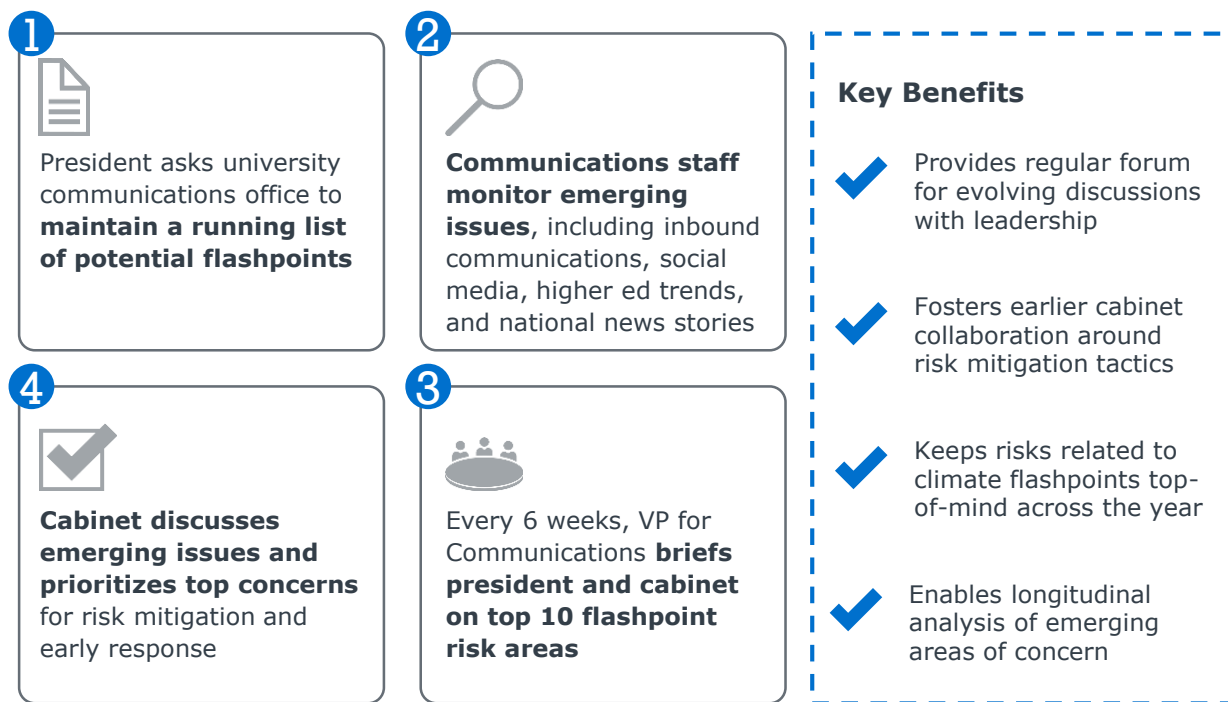 1
President asks university
communications office to
maintain a running list
of potential flashpoints
2
Communications staff
monitor emerging
issues, including inbound
communications, social
media, higher ed trends,
and national news stories
3
Every 6 weeks, VP for
Communications briefs
president and cabinet
on top 10 flashpoint
risk areas
4
Cabinet discusses
emerging issues and
prioritizes top concerns
for risk mitigation and
early response
Key Benefits
Provides regular forum
for evolving discussions
with leadership
Fosters earlier cabinet
collaboration around
risk mitigation tactics
Keeps risks related to
climate flashpoints top-
of-mind across the year
Enables longitudinal
analysis of emerging
areas of concern